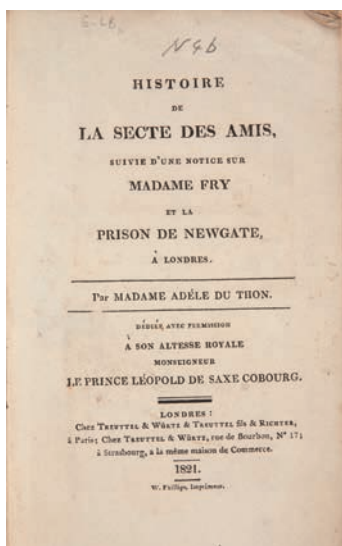 N46
HISTOIRE
DE
LA SECTE DES AMIS,
SUIVIE D'UNE NOTICE SUR
MADAME FRY
ET LA
PRISON DE NEWGATE,
À LONDRES.
Par MADAME ADÉLE DU THON.
DÉDIÉE, AVEC PERMISSION
À SON ALTESSE ROYALE
MONSEIGNEUR
LE PRINCE LÉOPOLD DE SAXE COBOURG.
LONDRES:
Chez TREUTTEL & WÜRTZ & TREUTTEL fils & RICHTER,
à Paris; Chez TREUTTEL & WÜRTZ, rue de Bourbon, N° 17;
à Strasbourg, à la même maison de Commerce.
1821.
W. Phillips, Imprimeur.